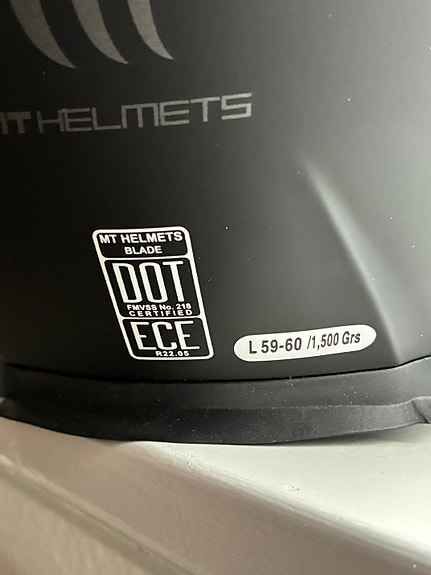 MT HELMETS
MT HELMETS
BLADE
DOT
FMVSS No. 218
CERTIFIED
ECE
R22.05
L 59-60 /1,500 Grs